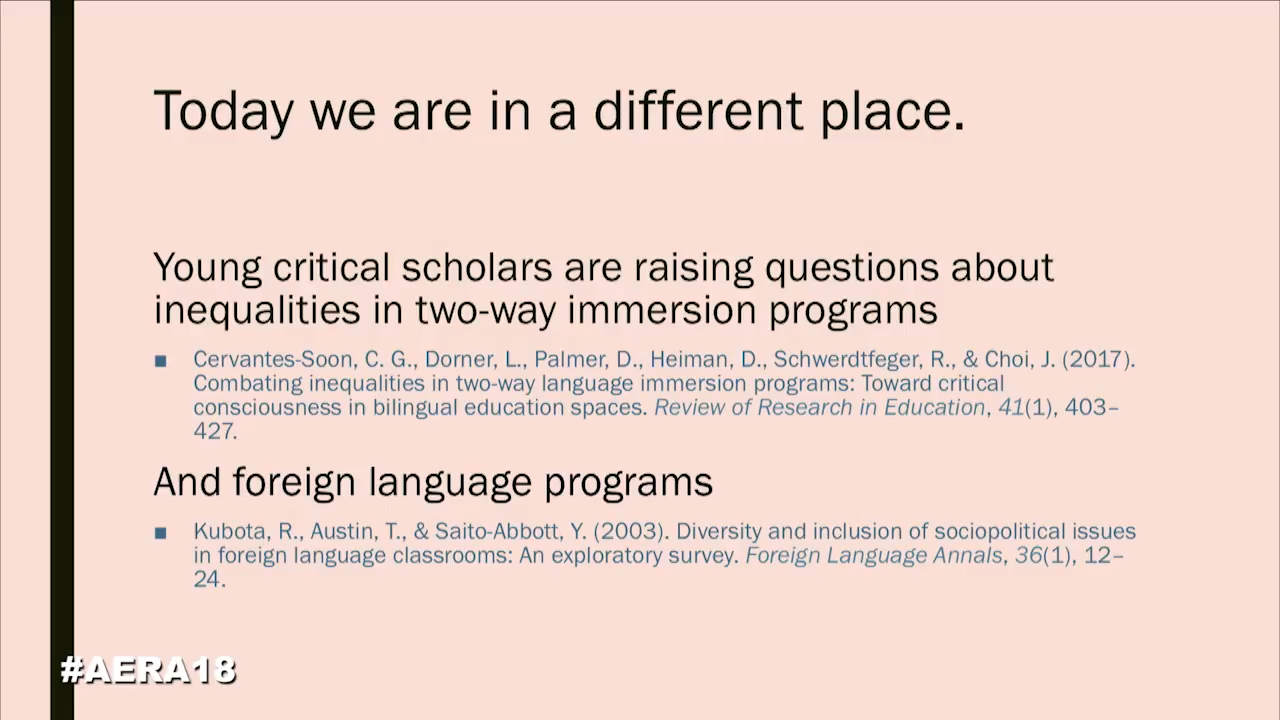 Today we are in a different place.
Young critical scholars are raising questions about
inequalities in two-way immersion programs
■ Cervantes-Soon, C. G., Dorner, L., Palmer, D., Heiman, D., Schwerdtfeger, R., & Choi, J. (2017).
Combating inequalities in two-way language immersion programs: Toward critical
consciousness in bilingual education spaces. Review of Research in Education, 41(1), 403–
427.
And foreign language programs
■ Kubota, R., Austin, T., & Saito-Abbott, Y. (2003). Diversity and inclusion of sociopolitical issues
in foreign language classrooms: An exploratory survey. Foreign Language Annals, 36(1), 12–
24.
#AERA18